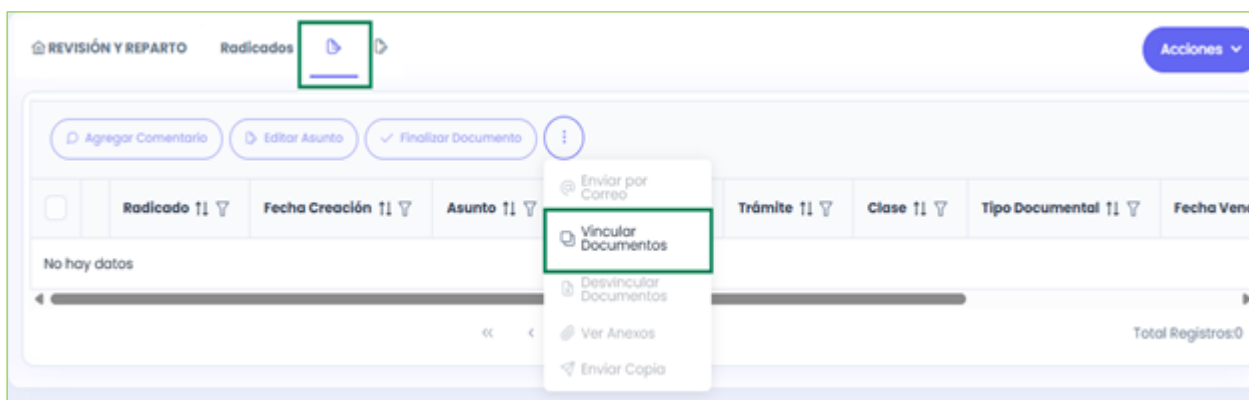 REVISIÓN Y REPARTO Radicados
Acciones
Agregar Comentario Editar Asunto Finalizar Documento
Enviar por
Correo
Radicado Fecha Creación Asunto Trámite Clase Tipo Documental Fecha Venc
Vincular
Documentos
No hay datos
Desvincular
Documentos
Ver Anexos
Total Registros:0
Enviar Copia